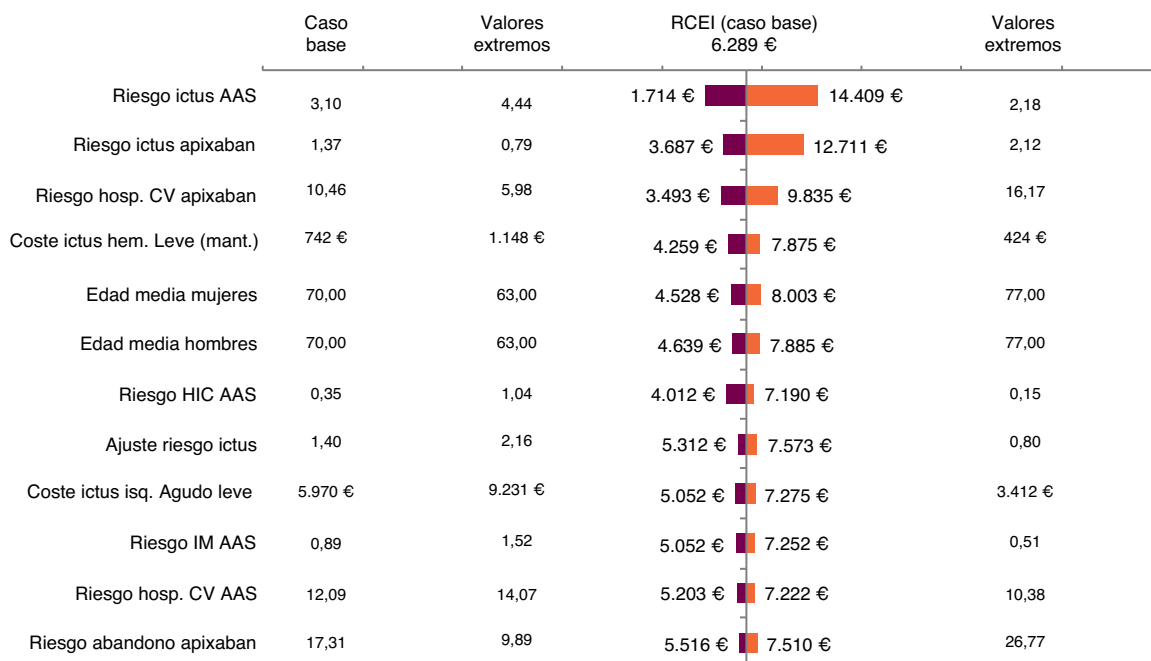 Caso base Valores extremos RCEI (caso base) 6.289 € Valores extremos
Riesgo ictus AAS 3,10 4,44 1.714 € 14.409 € 2,18
Riesgo ictus apixaban 1,37 0,79 3.687 € 12.711 € 2,12
Riesgo hosp. CV apixaban 10,46 5,98 3.493 € 9.835 € 16,17
Coste ictus hem. Leve (mant.) 742 € 1.148 € 4.259 € 7.875 € 424 €
Edad media mujeres 70,00 63,00 4.528 € 8.003 € 77,00
Edad media hombres 70,00 63,00 4.639 € 7.885 € 77,00
Riesgo HIC AAS 0,35 1,04 4.012 € 7.190 € 0,15
Ajuste riesgo ictus 1,40 2,16 5.312 € 7.573 € 0,80
Coste ictus isq. Agudo leve 5.970 € 9.231 € 5.052 € 7.275 € 3.412 €
Riesgo IM AAS 0,89 1,52 5.052 € 7.252 € 0,51
Riesgo hosp. CV AAS 12,09 14,07 5.203 € 7.222 € 10,38
Riesgo abandono apixaban 17,31 9,89 5.516 € 7.510 € 26,77